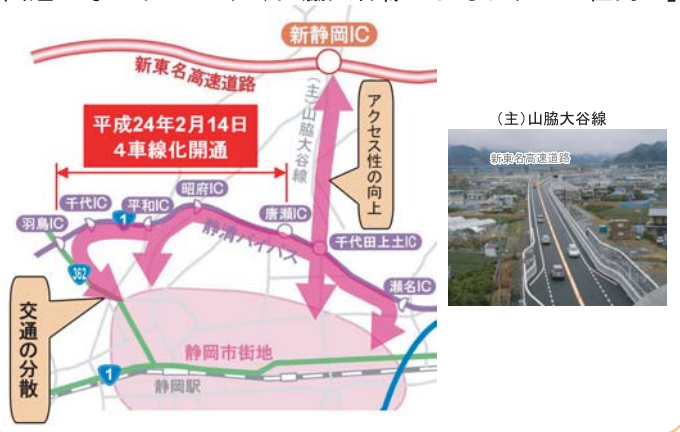 新静岡IC
新東名高速道路
(主)山脇大谷線
アクセス性の向上
平成24年2月14日
4車線化開通
羽鳥IC
千代IC
1
平和IC
昭府IC
唐瀬IC
静清バイパス
千代田上土IC
瀬名IC
362
交通の分散
静岡市街地
1
静岡駅
(主)山脇大谷線
新東名高速道路